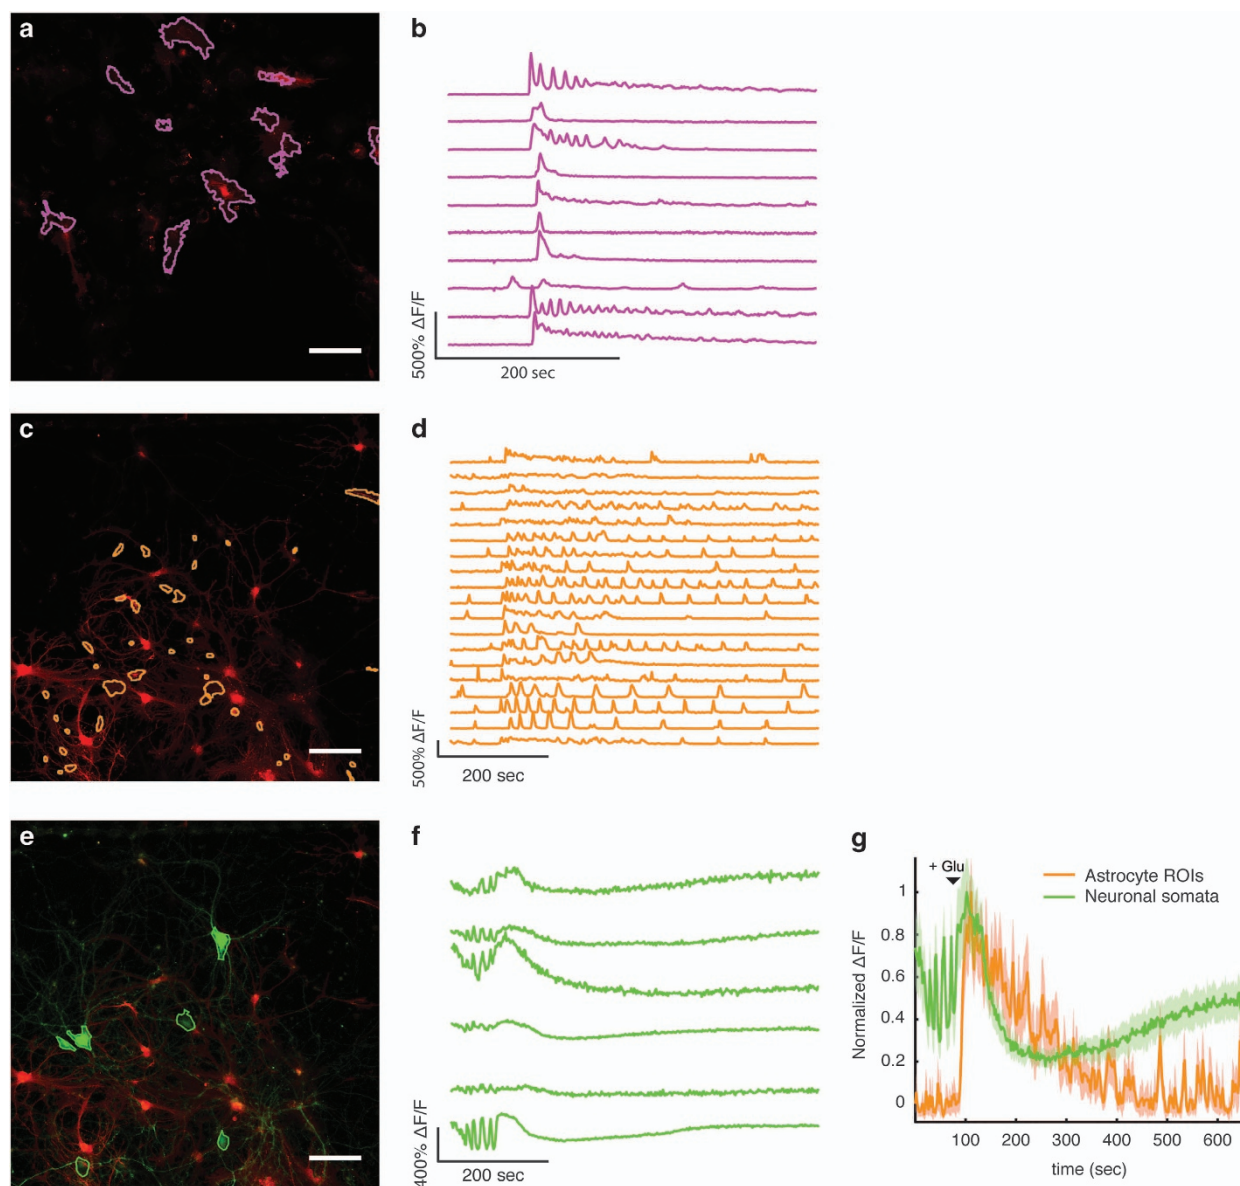 a
b
500% ΔF/F
200 sec
c
d
500% ΔF/F
200 sec
e
f
400% ΔF/F
200 sec
g
+ Glu
Astrocyte ROIs
Neuronal somata
Normalized ΔF/F
1
0.8
0.6
0.4
0.2
0
100 200 300 400 500 600
time (sec)